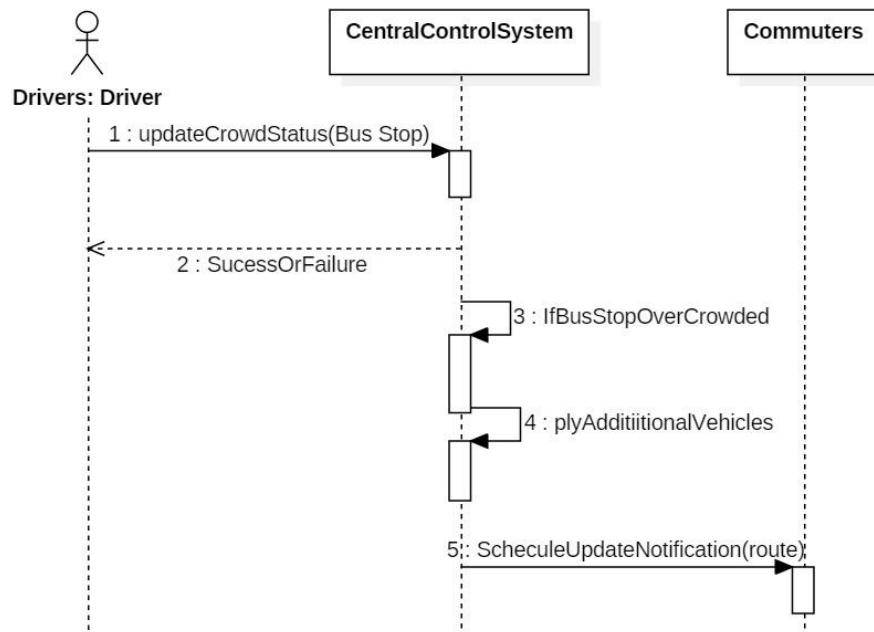 CentralControlSystem
Commuters
Drivers: Driver
1 : updateCrowdStatus(Bus Stop)
2 : SucessOrFailure
3 : IfBusStopOverCrowded
4 : plyAdditiitionalVehicles
5 : ScheculeUpdateNotification(route)